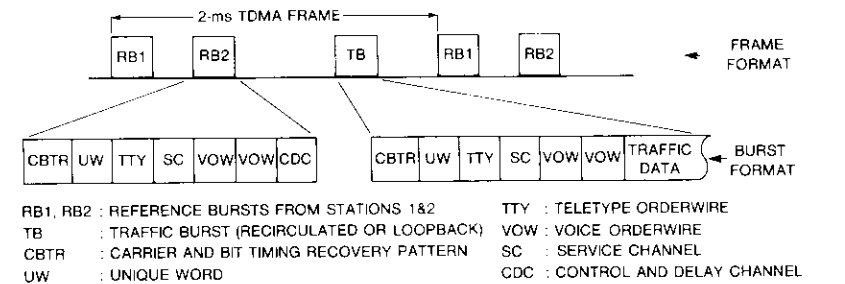 2-ms TDMA FRAME
RB1 RB2 TB RB1 RB2
FRAME
FORMAT
CBTR UW TTY SC VOW VOW CDC
CBTR UW TTY SC VOW VOW TRAFFIC DATA
BURST
FORMAT
RB1, RB2 : REFERENCE BURSTS FROM STATIONS 1&2
TB : TRAFFIC BURST (RECIRCULATED OR LOOPBACK)
CBTR : CARRIER AND BIT TIMING RECOVERY PATTERN
UW : UNIQUE WORD
TTY : TELETYPE ORDERWIRE
VOW : VOICE ORDERWIRE
SC : SERVICE CHANNEL
CDC : CONTROL AND DELAY CHANNEL